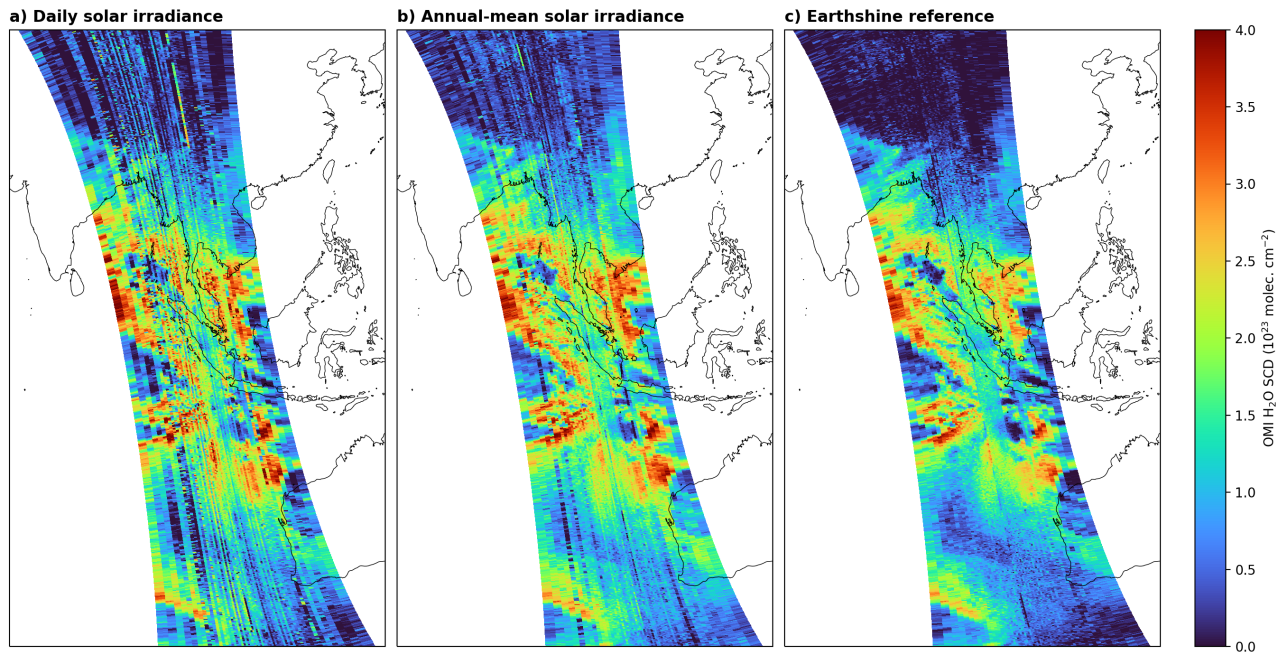 a) Daily solar irradiance
b) Annual-mean solar irradiance
c) Earthshine reference
4.0
3.5
3.0
2.5
2.0
1.5
1.0
0.5
0.0
OMI H₂O SCD (10²³ molec. cm⁻²)